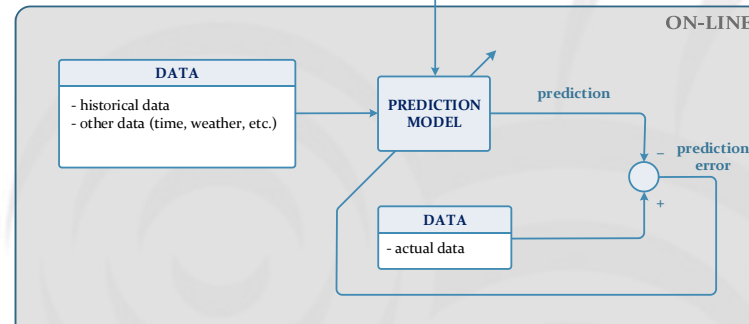 ON-LINE
DATA
- historical data
- other data (time, weather, etc.)
PREDICTION
MODEL
prediction
–
prediction
error
+
DATA
- actual data